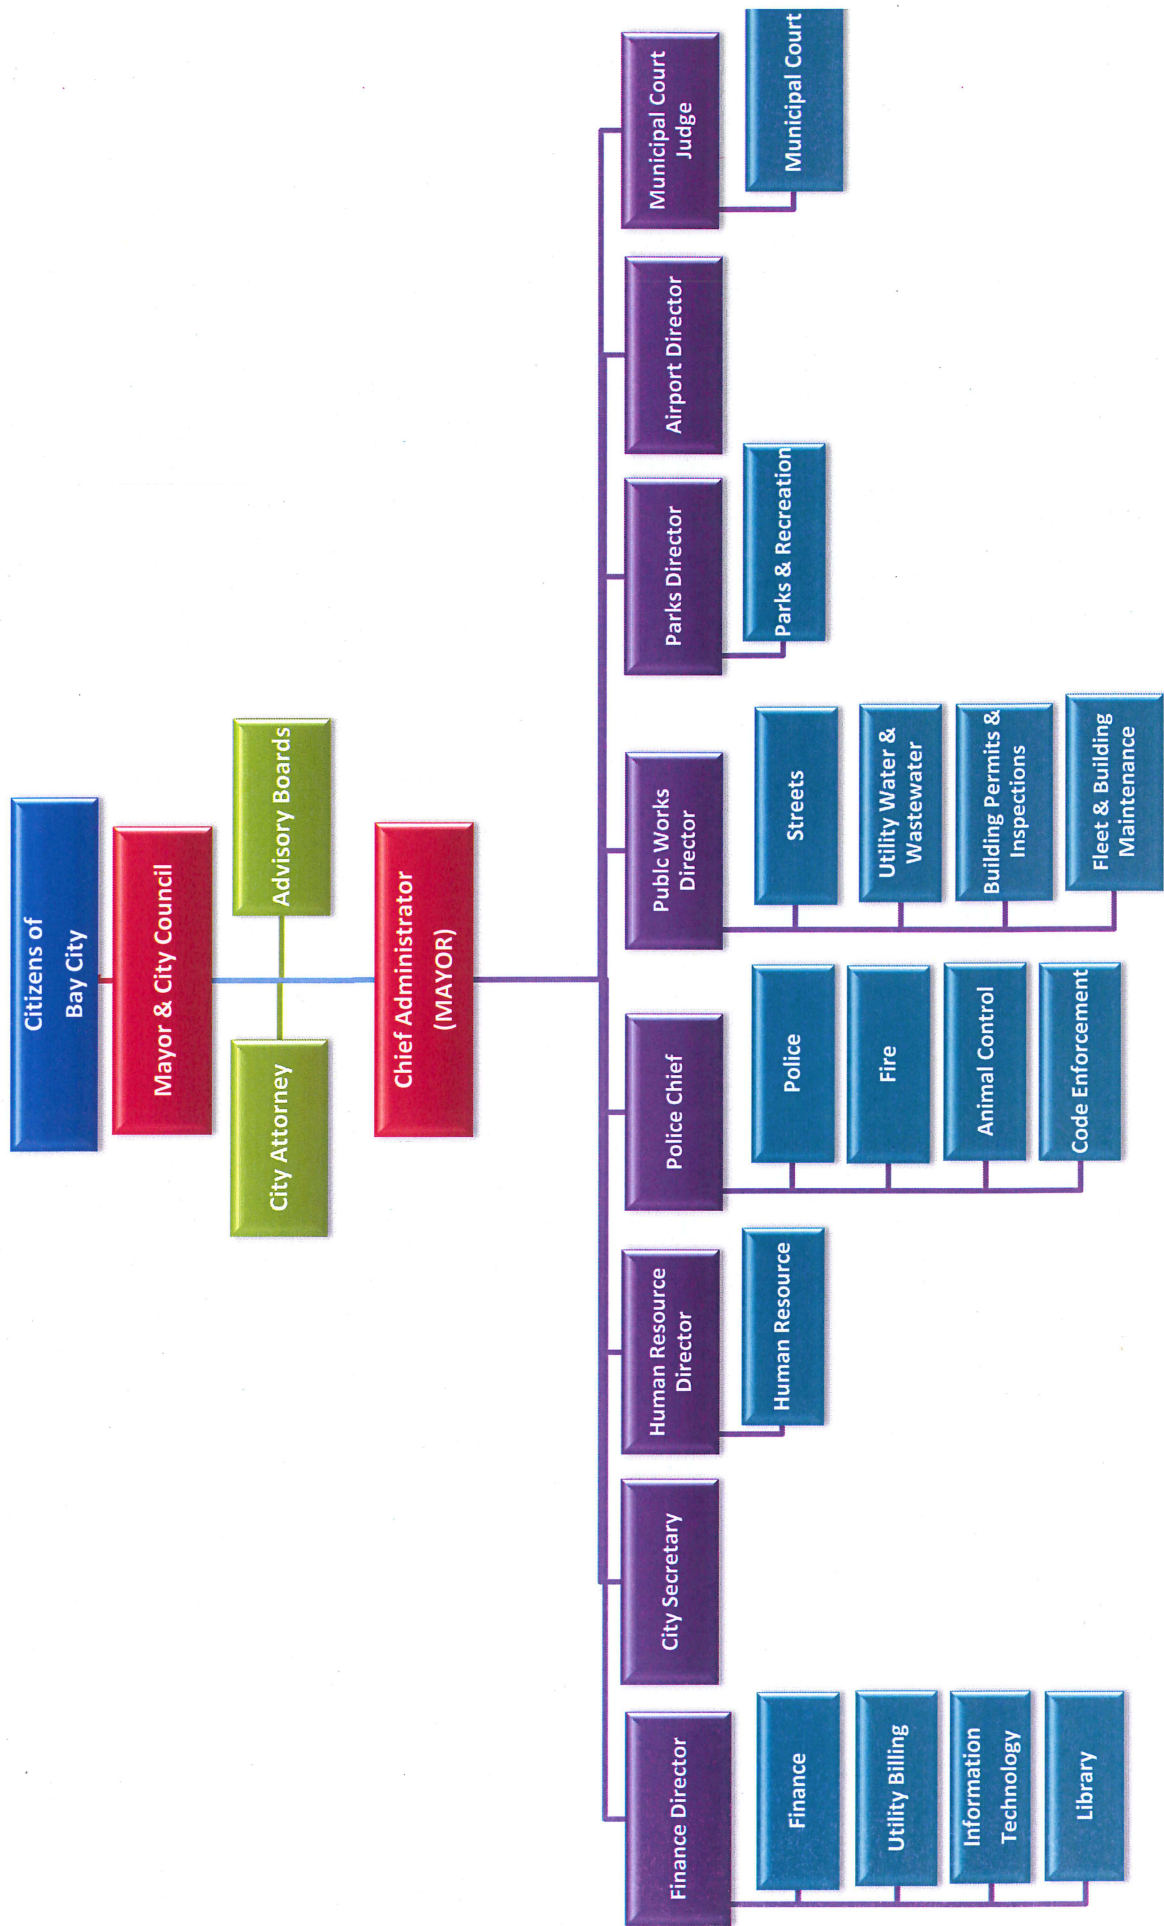 Citizens of
Bay City
Mayor & City Council
City Attorney
Advisory Boards
Chief Administrator
(MAYOR)
Finance Director
Finance
Utility Billing
Information
Technology
Library
City Secretary
Human Resource
Director
Human Resource
Police Chief
Police
Fire
Animal Control
Code Enforcement
Publc Works
Director
Streets
Utility Water &
Wastewater
Building Permits &
Inspections
Fleet & Building
Maintenance
Parks Director
Parks & Recreation
Airport Director
Municipal Court
Judge
Municipal Court